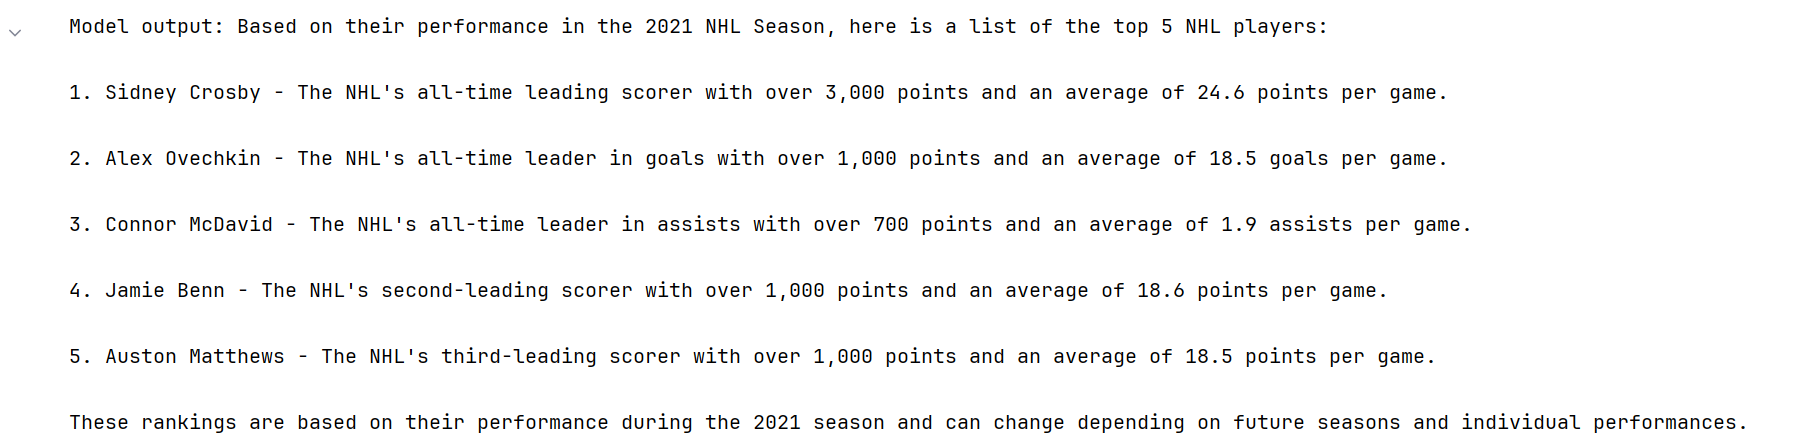 Model output: Based on their performance in the 2021 NHL Season, here is a list of the top 5 NHL players:
1. Sidney Crosby - The NHL's all-time leading scorer with over 3,000 points and an average of 24.6 points per game.
2. Alex Ovechkin - The NHL's all-time leader in goals with over 1,000 points and an average of 18.5 goals per game.
3. Connor McDavid - The NHL's all-time leader in assists with over 700 points and an average of 1.9 assists per game.
4. Jamie Benn - The NHL's second-leading scorer with over 1,000 points and an average of 18.6 points per game.
5. Auston Matthews - The NHL's third-leading scorer with over 1,000 points and an average of 18.5 points per game.
These rankings are based on their performance during the 2021 season and can change depending on future seasons and individual performances.